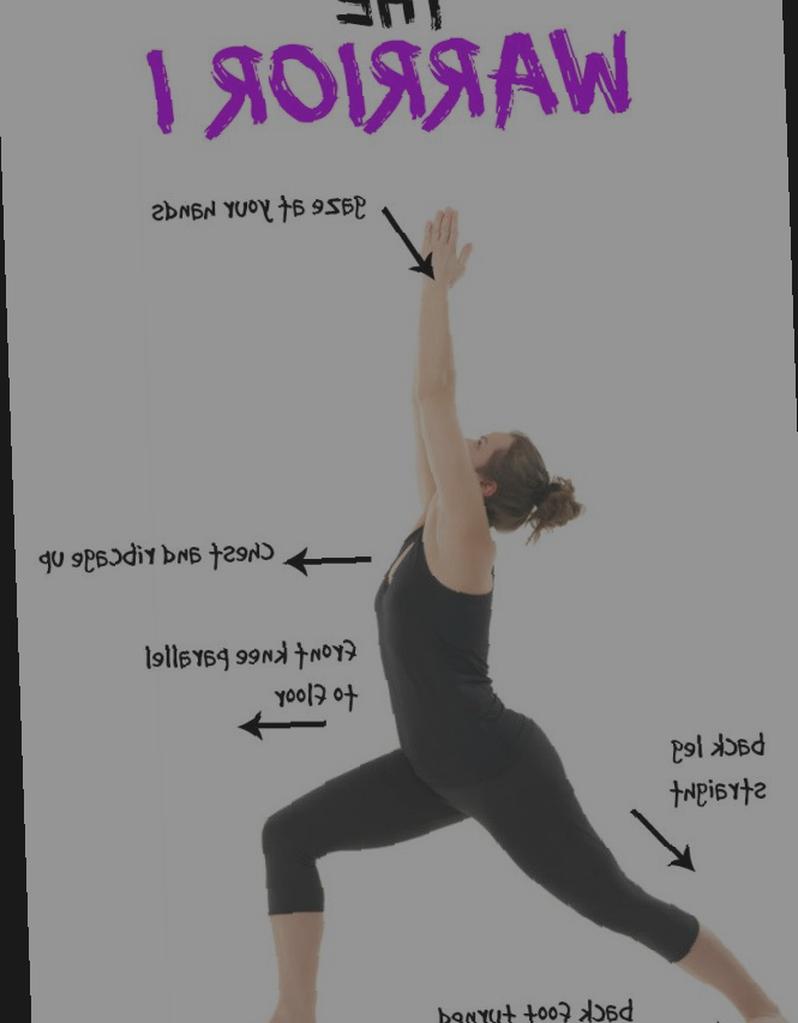 THE
WARRIOR I
gaze at your hands
Chest and ribcage up
front knee parallel
to floor
back leg
straight
back foot turned